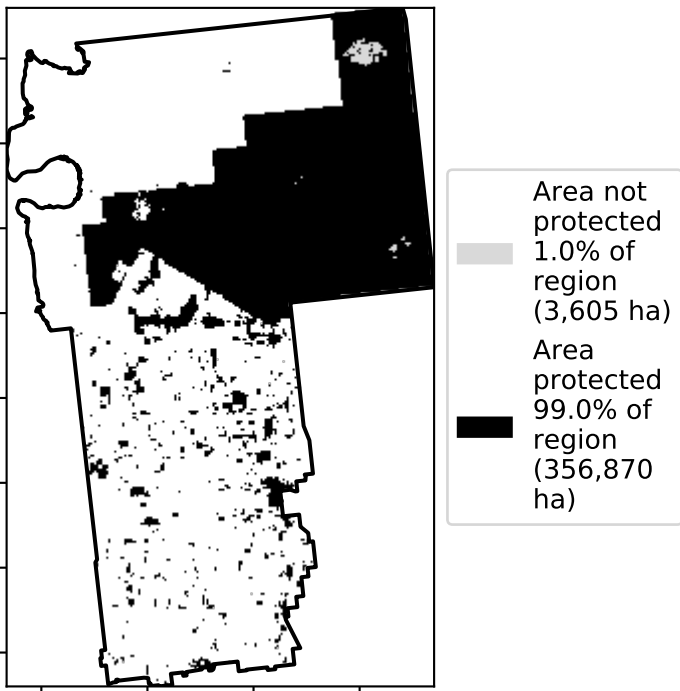 Area not
protected
1.0% of
region
(3,605 ha)
Area
protected
99.0% of
region
(356,870
ha)